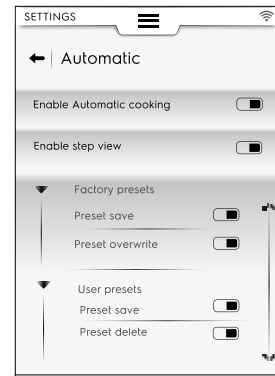 SETTINGS
Automatic
Enable Automatic cooking
Enable step view
Factory presets
Preset save
Preset overwrite
User presets
Preset save
Preset delete